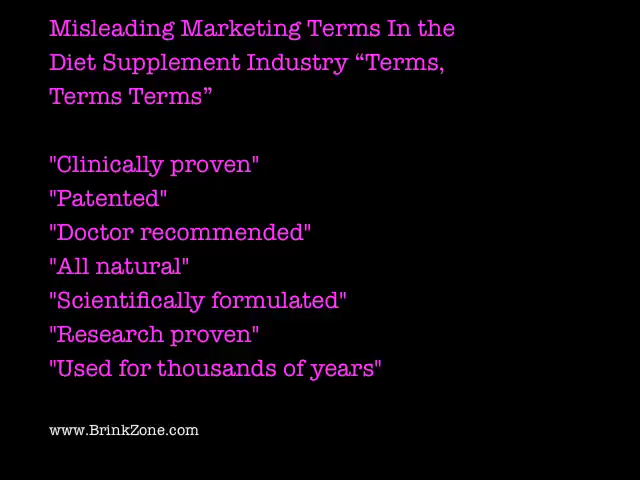 Misleading Marketing Terms In the
Diet Supplement Industry “Terms,
Terms Terms”
"Clinically proven"
"Patented"
"Doctor recommended"
"All natural"
"Scientifically formulated"
"Research proven"
"Used for thousands of years"
www.BrinkZone.com